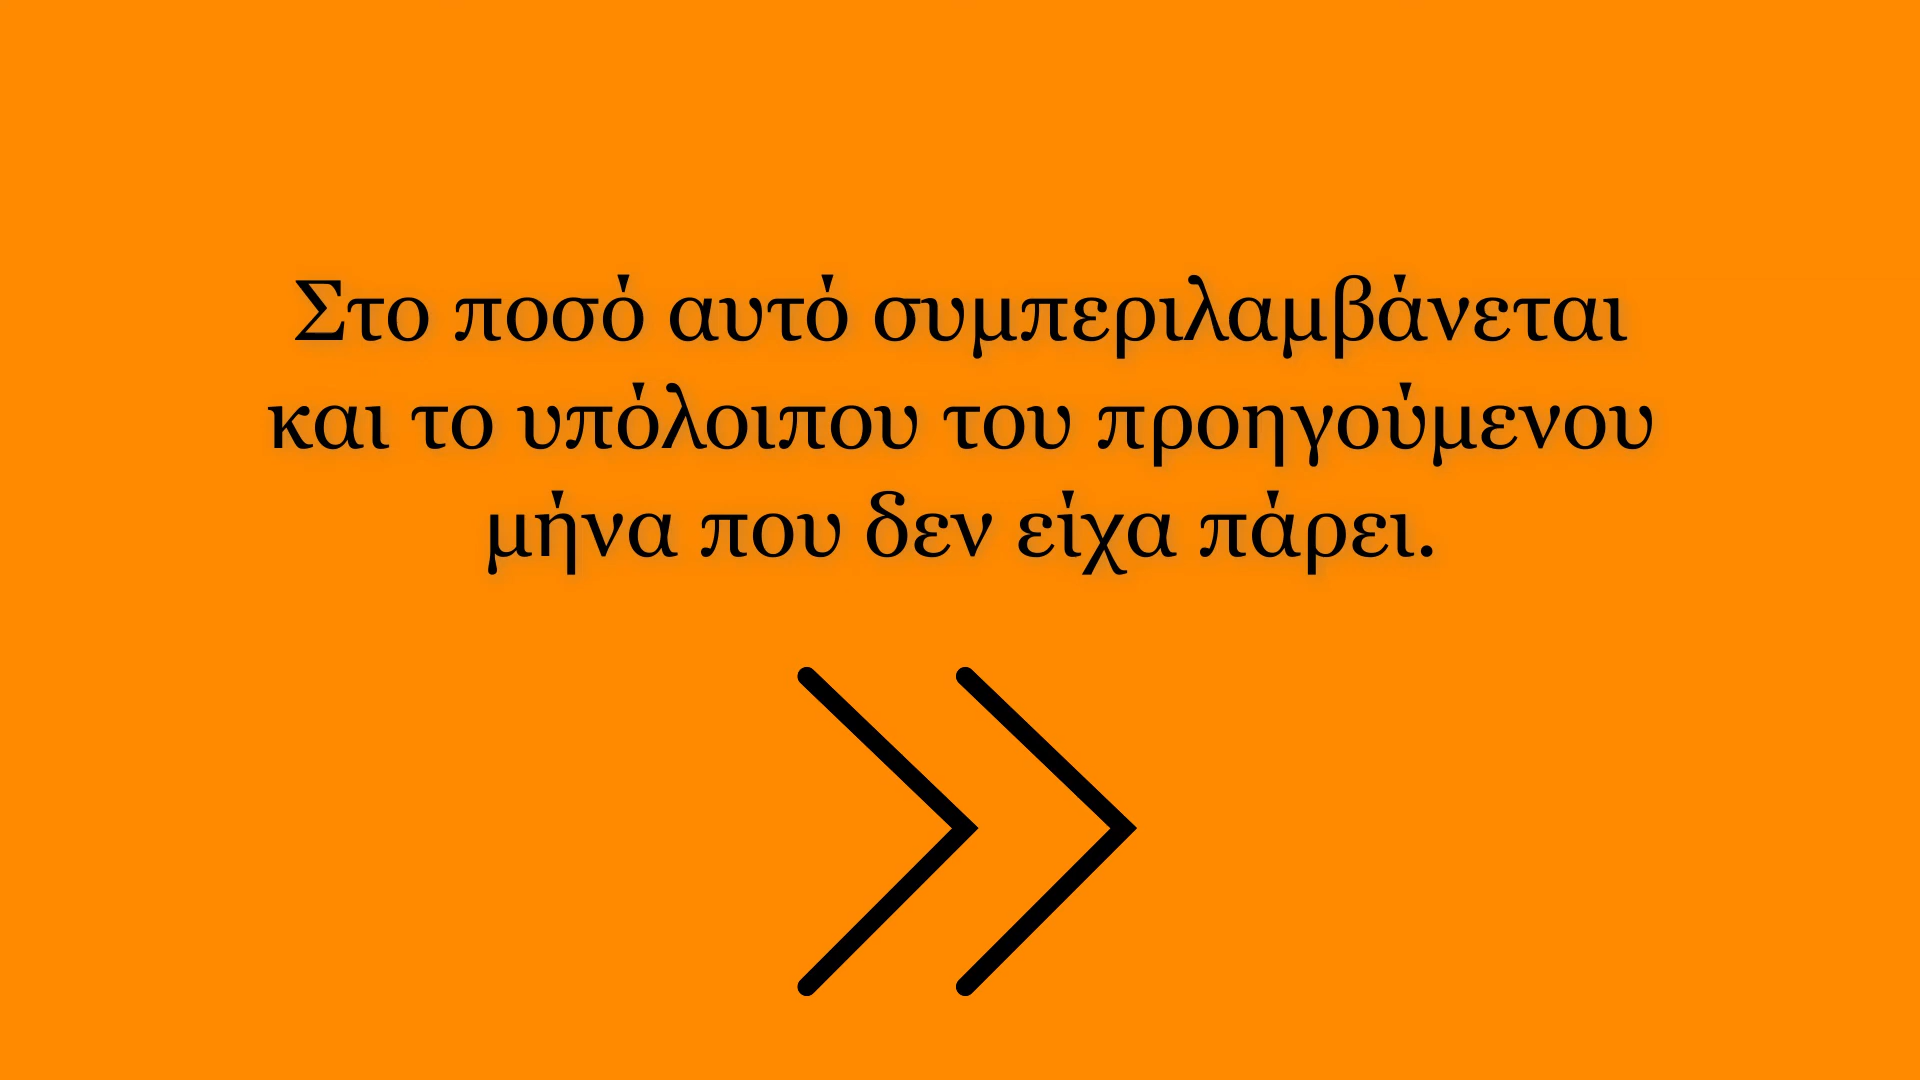 Στο ποσό αυτό συμπεριλαμβάνεται
και το υπόλοιπου του προηγούμενου
μήνα που δεν είχα πάρει.